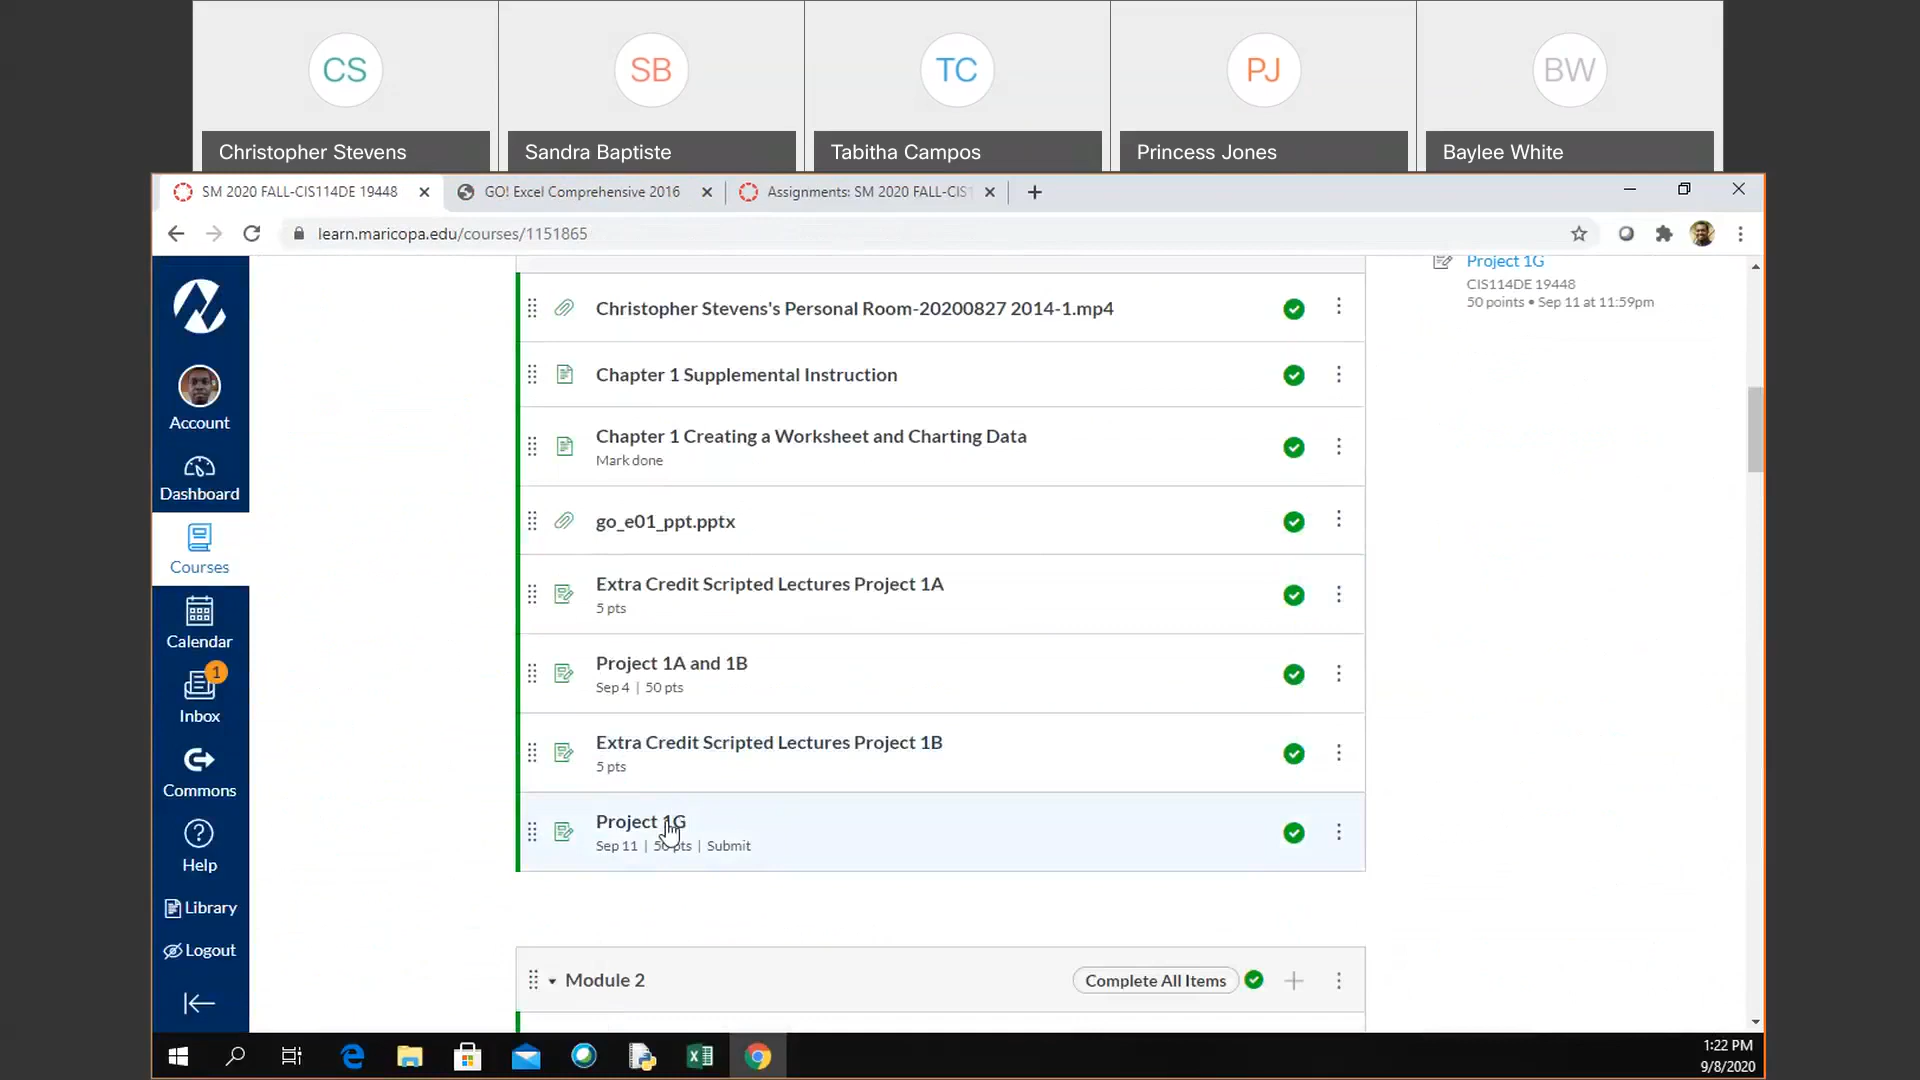 CS
SB
TC
PJ
BW
Christopher Stevens
Sandra Baptiste
Tabitha Campos
Princess Jones
Baylee White
SM 2020 FALL-CIS114DE 19448
GO! Excel Comprehensive 2016
Assignments: SM 2020 FALL-CIS1
learn.maricopa.edu/courses/1151865
Project 1G
CIS114DE 19448
50 points • Sep 11 at 11:59pm
Christopher Stevens's Personal Room-20200827 2014-1.mp4
Chapter 1 Supplemental Instruction
Chapter 1 Creating a Worksheet and Charting Data
Mark done
go_e01_ppt.pptx
Extra Credit Scripted Lectures Project 1A
5 pts
Project 1A and 1B
Sep 4 | 50 pts
Extra Credit Scripted Lectures Project 1B
5 pts
Project 1G
Sep 11 | 50 pts | Submit
Module 2
Complete All Items
Account
Dashboard
Courses
Calendar
1
Inbox
Commons
Help
Library
Logout
1:22 PM
9/8/2020